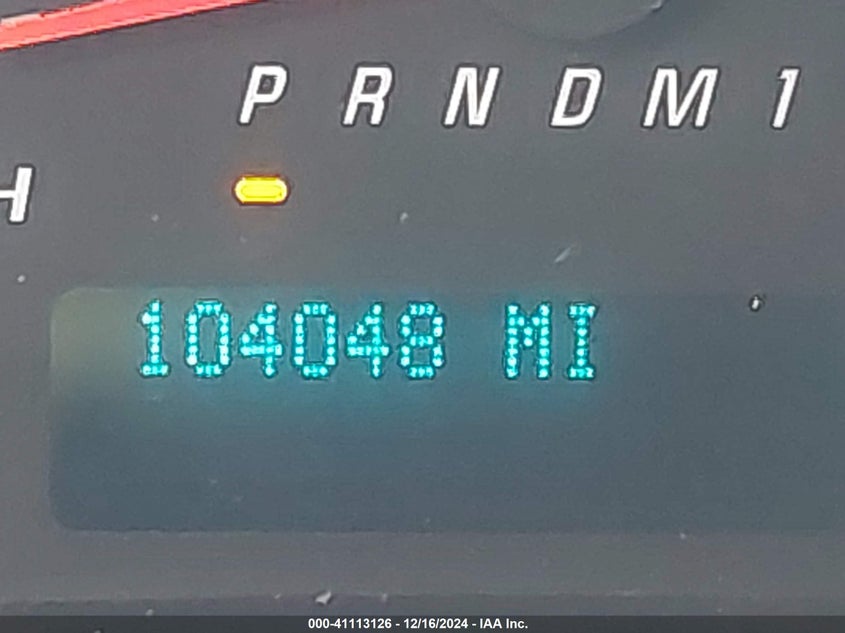 P R N D M 1
H
104048 MI
000-41113126 - 12/16/2024 - IAA Inc.